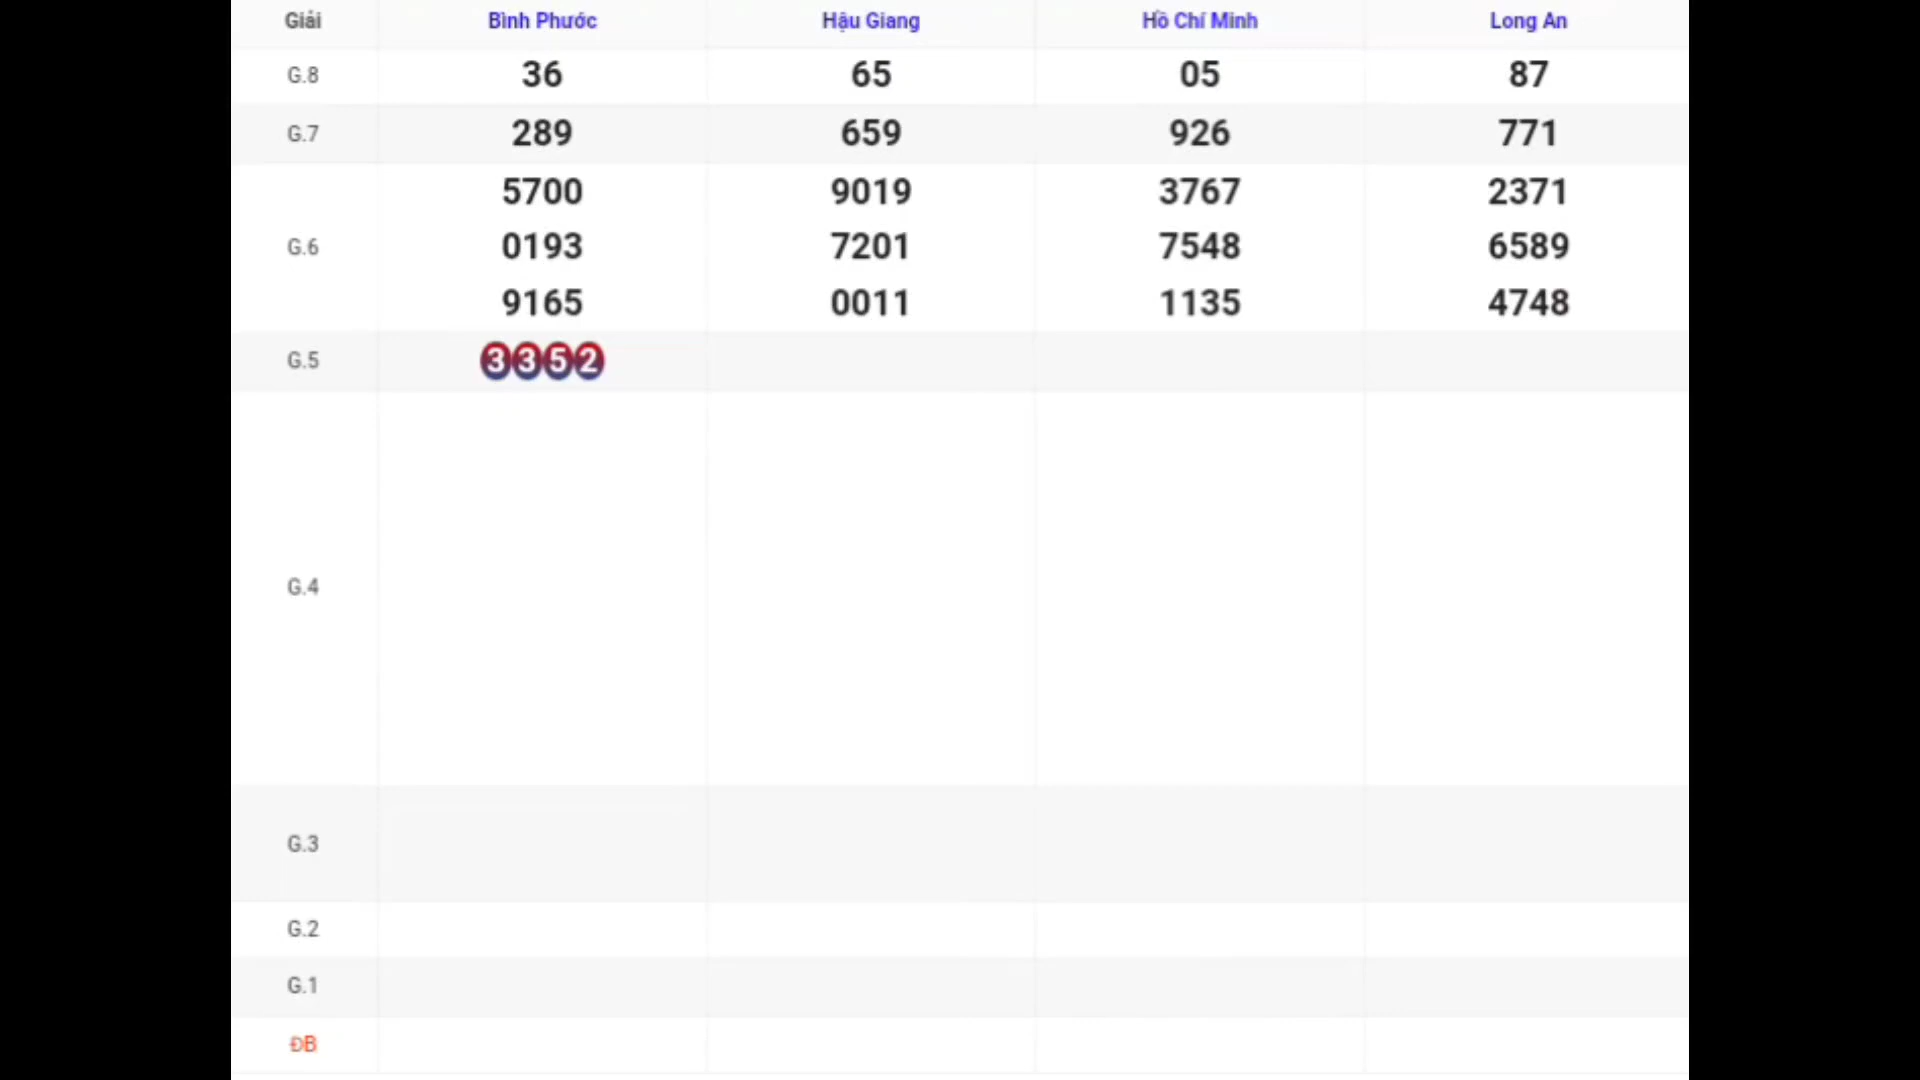 Giải Bình Phước Hậu Giang Hồ Chí Minh Long An
G.8 36 65 05 87
G.7 289 659 926 771
5700 9019 3767 2371
G.6 0193 7201 7548 6589
9165 0011 1135 4748
G.5 3352
G.4
G.3
G.2
G.1
ĐB